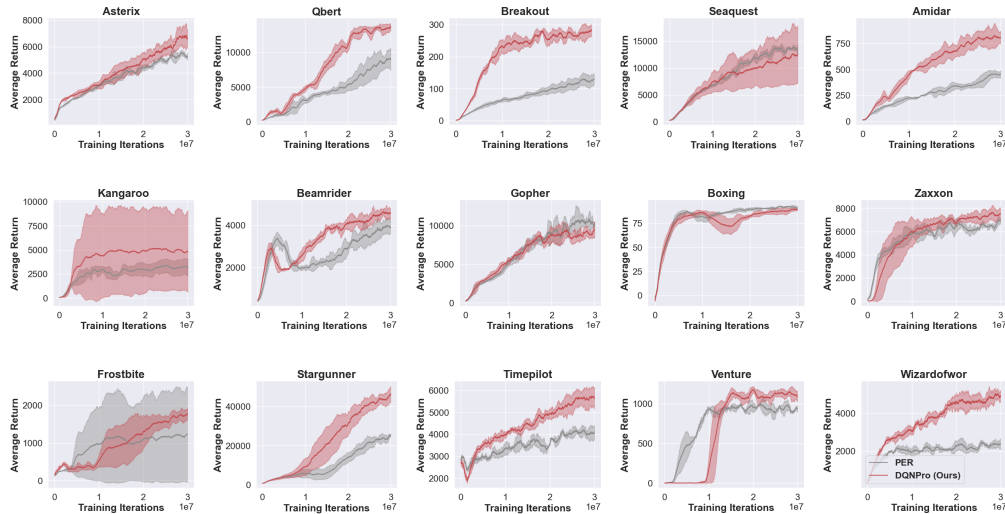 Asterix
Average Return
8000
6000
4000
2000
0
1
2
3
Training Iterations
1e7
Qbert
Average Return
10000
5000
0
0
1
2
3
Training Iterations
1e7
Breakout
Average Return
300
200
100
0
0
1
2
3
Training Iterations
1e7
Seaquest
Average Return
15000
10000
5000
0
0
1
2
3
Training Iterations
1e7
Amidar
Average Return
750
500
250
0
0
1
2
3
Training Iterations
1e7
Kangaroo
Average Return
10000
7500
5000
2500
0
0
1
2
3
Training Iterations
1e7
Beamrider
Average Return
4000
2000
0
1
2
3
Training Iterations
1e7
Gopher
Average Return
10000
5000
0
0
1
2
3
Training Iterations
1e7
Boxing
Average Return
75
50
25
0
0
1
2
3
Training Iterations
1e7
Zaxxon
Average Return
8000
6000
4000
2000
0
0
1
2
3
Training Iterations
1e7
Frostbite
Average Return
2000
1000
0
0
1
2
3
Training Iterations
1e7
Stargunner
Average Return
40000
20000
0
0
1
2
3
Training Iterations
1e7
Timepilot
Average Return
6000
5000
4000
3000
2000
0
1
2
3
Training Iterations
1e7
Venture
Average Return
1000
500
0
0
1
2
3
Training Iterations
1e7
Wizardofwor
Average Return
4000
2000
PER
DQNPro (Ours)
0
1
2
3
Training Iterations
1e7